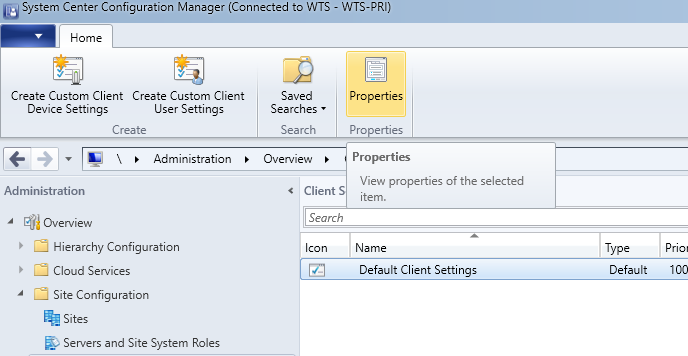 System Center Configuration Manager (Connected to WTS - WTS-PRI)
Home
Create Custom Client
Device Settings
Create Custom Client
User Settings
Saved
Searches
Properties
Create
Search
Properties
\ Administration Overview
Properties
View properties of the selected
item.
Administration
Client S
Search
Overview
Hierarchy Configuration
Cloud Services
Site Configuration
Sites
Servers and Site System Roles
Icon Name Type Prior
Default Client Settings Default 100